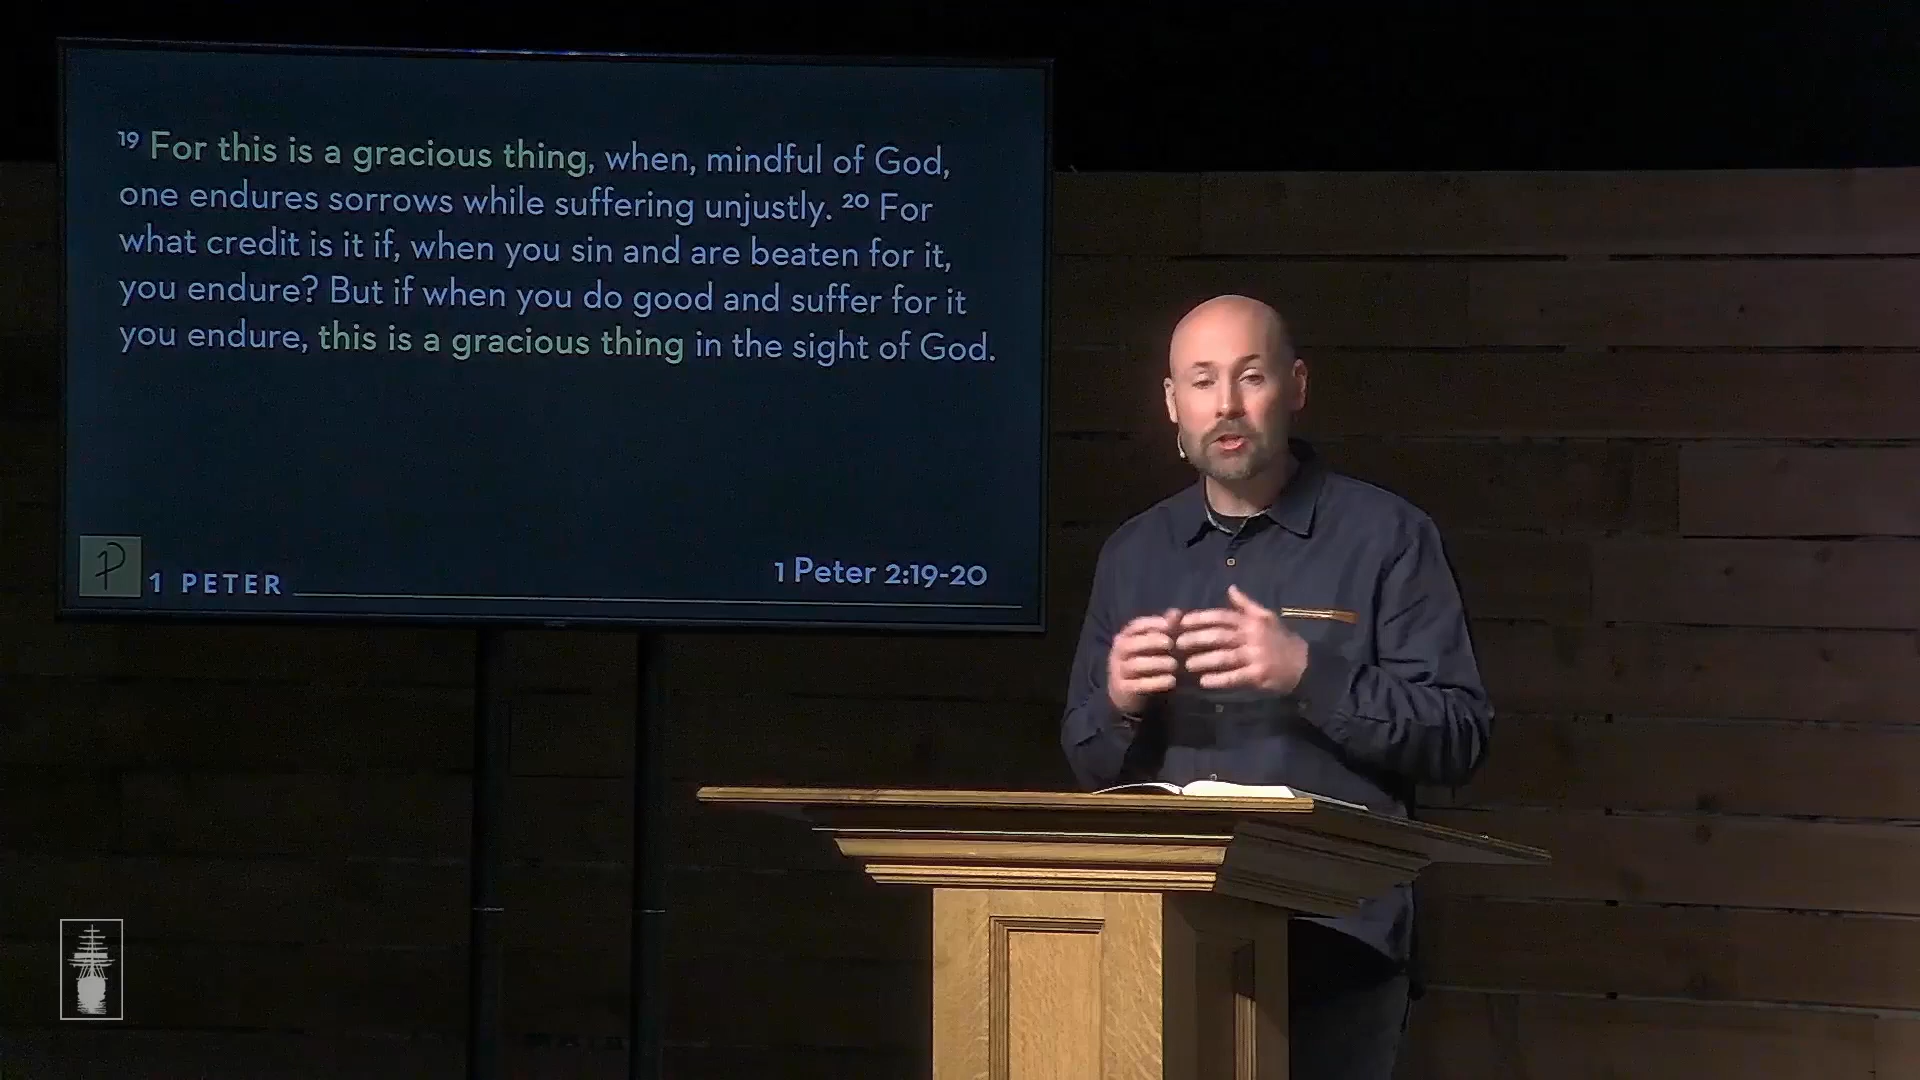 ¹⁹ For this is a gracious thing, when, mindful of God,
one endures sorrows while suffering unjustly. ²⁰ For
what credit is it if, when you sin and are beaten for it,
you endure? But if when you do good and suffer for it
you endure, this is a gracious thing in the sight of God.
1 PETER
1 Peter 2:19-20